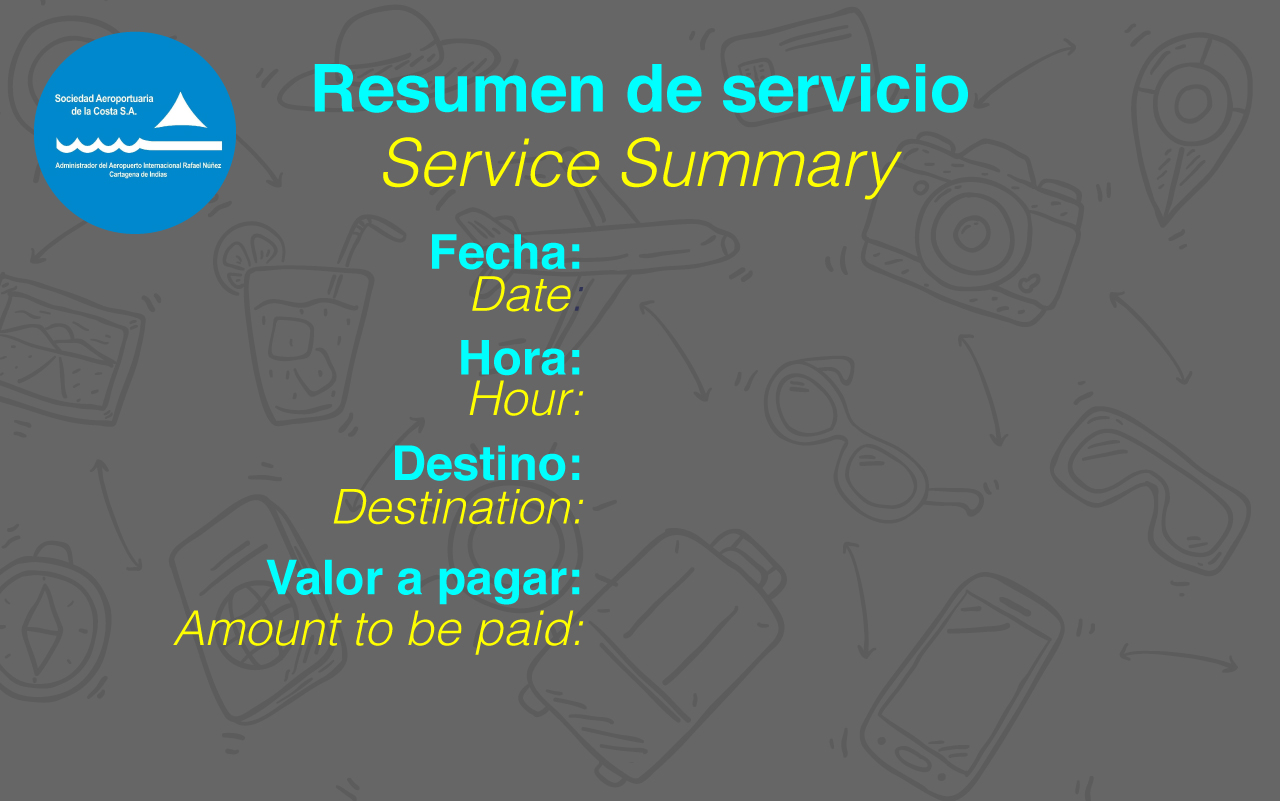 Sociedad Aeroportuaria
de la Costa S.A.
Administrador del Aeropuerto Internacional Rafael Núñez
Cartagena de Indias
Resumen de servicio
Service Summary
Fecha:
Date:
Hora:
Hour:
Destino:
Destination:
Valor a pagar:
Amount to be paid: